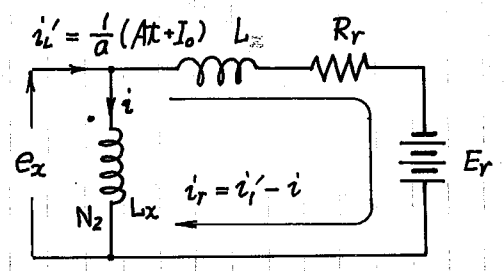 i₁' = 1/a (At+I₀)
L
Rᵣ
i
eₓ
Eᵣ
iᵣ = i₁' - i
N₂
Lₓ